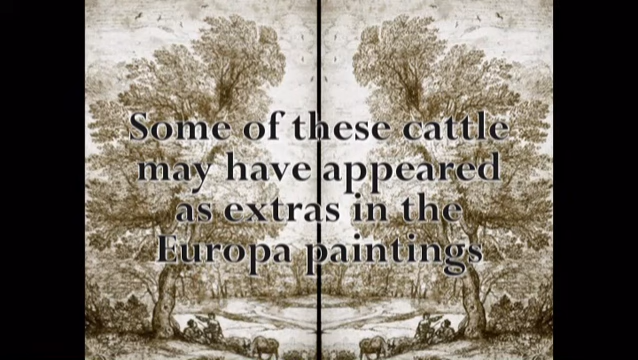 Some of these cattle
may have appeared
as extras in the
Europa paintings